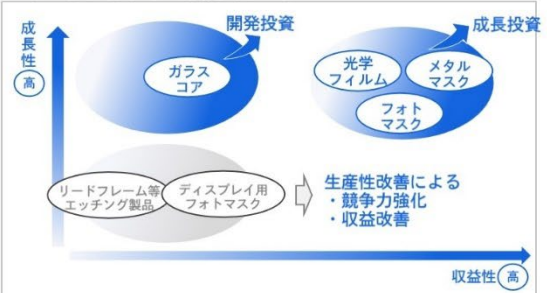 成長性
高
開発投資
ガラス
コア
成長投資
光学
フィルム
メタル
マスク
フォト
マスク
リードフレーム等
エッチング製品
ディスプレイ用
フォトマスク
生産性改善による
・競争力強化
・収益改善
収益性 高